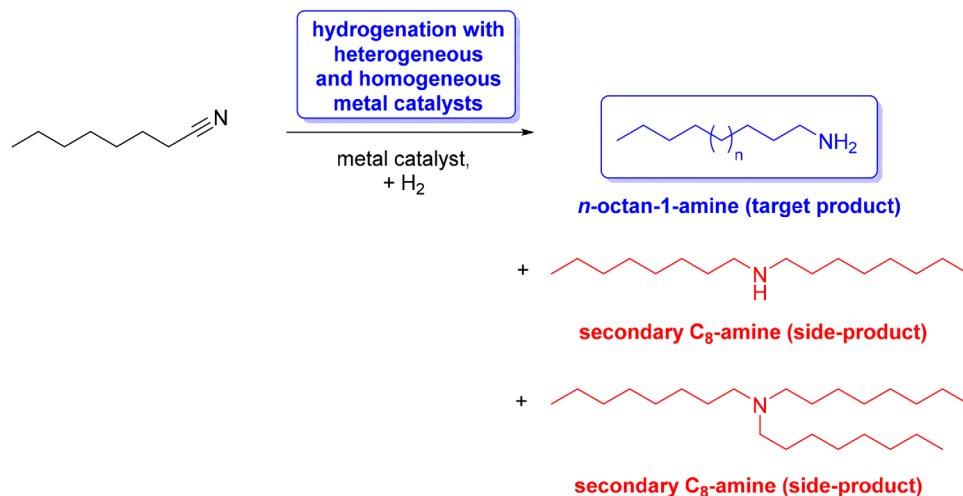 hydrogenation with
heterogeneous
and homogeneous
metal catalysts
N
metal catalyst,
+ H₂
n
NH₂
n-octan-1-amine (target product)
+
N
H
secondary C₈-amine (side-product)
+
N
secondary C₈-amine (side-product)